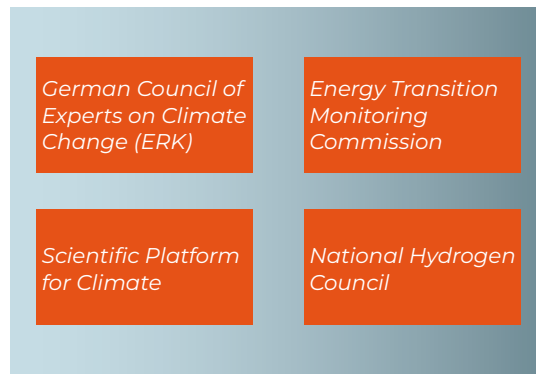 German Council of
Experts on Climate
Change (ERK)
Energy Transition
Monitoring
Commission
Scientific Platform
for Climate
National Hydrogen
Council